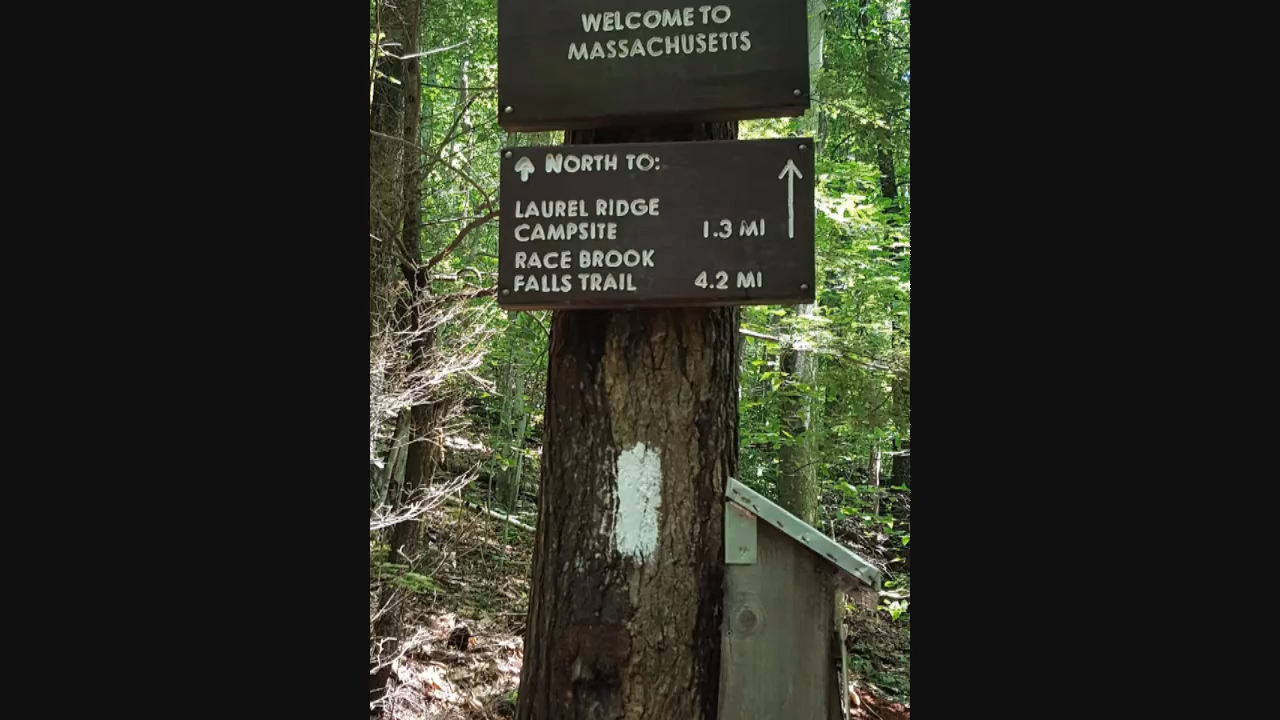 WELCOME TO
MASSACHUSETTS
NORTH TO:
LAUREL RIDGE
CAMPSITE 1.3 MI
RACE BROOK
FALLS TRAIL 4.2 MI